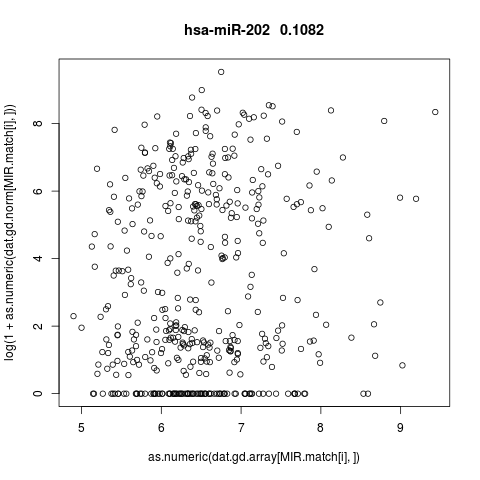 hsa-miR-202 0.1082
log(1 + as.numeric(dat.gd.norm[MIR.match[i], ]))
8
6
4
2
0
5 6 7 8 9
as.numeric(dat.gd.array[MIR.match[i], ])